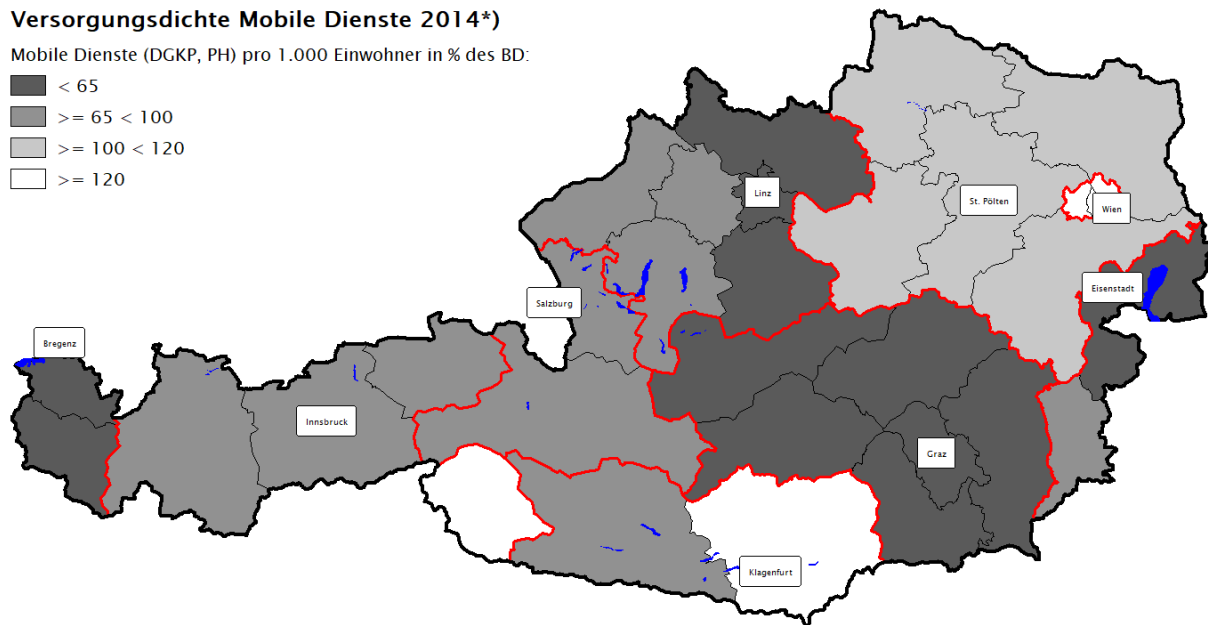 Versorgungsdichte Mobile Dienste 2014*)
Mobile Dienste (DGKP, PH) pro 1.000 Einwohner in % des BD:
< 65
>= 65 < 100
>= 100 < 120
>= 120
Linz
St. Pölten
Wien
Eisenstadt
Salzburg
Bregenz
Innsbruck
Graz
Klagenfurt